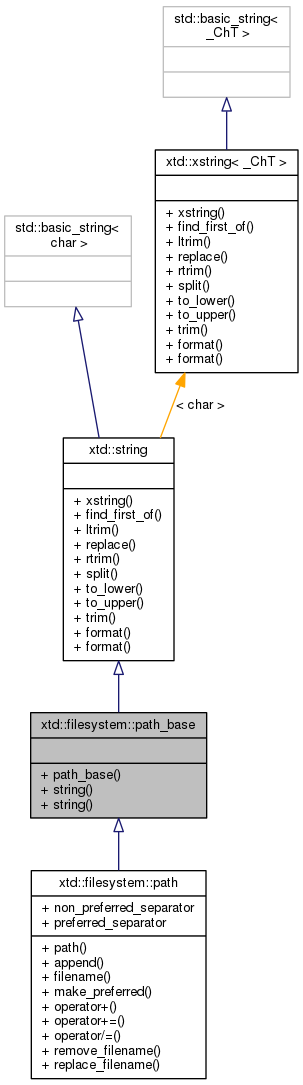 std::basic_string<
_ChT >
xtd::xstring< _ChT >
+ xstring()
+ find_first_of()
+ ltrim()
+ replace()
+ rtrim()
+ split()
+ to_lower()
+ to_upper()
+ trim()
+ format()
+ format()
std::basic_string<
char >
< char >
xtd::string
+ xstring()
+ find_first_of()
+ ltrim()
+ replace()
+ rtrim()
+ split()
+ to_lower()
+ to_upper()
+ trim()
+ format()
+ format()
xtd::filesystem::path_base
+ path_base()
+ string()
+ string()
xtd::filesystem::path
+ non_preferred_separator
+ preferred_separator
+ path()
+ append()
+ filename()
+ make_preferred()
+ operator+()
+ operator+=()
+ operator/=()
+ remove_filename()
+ replace_filename()